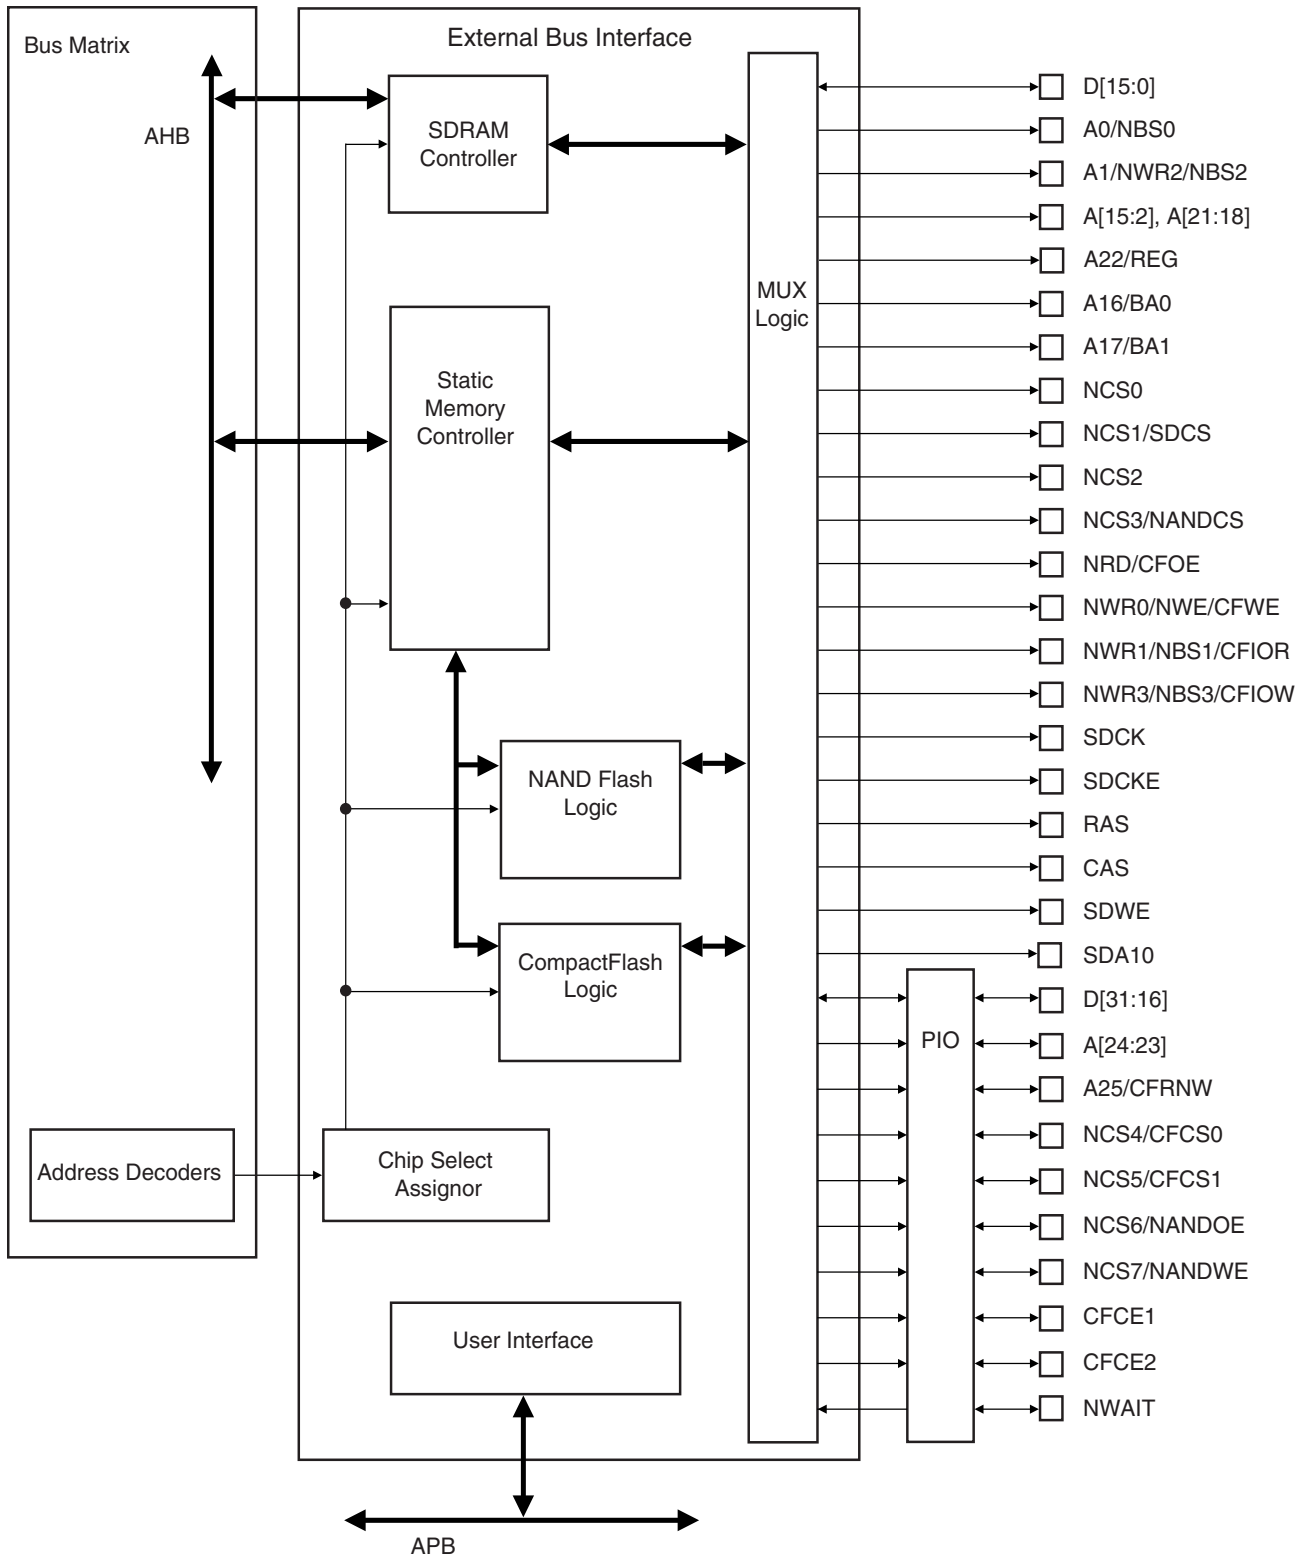 Bus Matrix
AHB
Address Decoders
External Bus Interface
SDRAM
Controller
Static
Memory
Controller
NAND Flash
Logic
CompactFlash
Logic
Chip Select
Assignor
User Interface
APB
MUX
Logic
PIO
D[15:0]
A0/NBS0
A1/NWR2/NBS2
A[15:2], A[21:18]
A22/REG
A16/BA0
A17/BA1
NCS0
NCS1/SDCS
NCS2
NCS3/NANDCS
NRD/CFOE
NWR0/NWE/CFWE
NWR1/NBS1/CFIOR
NWR3/NBS3/CFIOW
SDCK
SDCKE
RAS
CAS
SDWE
SDA10
D[31:16]
A[24:23]
A25/CFRNW
NCS4/CFCS0
NCS5/CFCS1
NCS6/NANDOE
NCS7/NANDWE
CFCE1
CFCE2
NWAIT